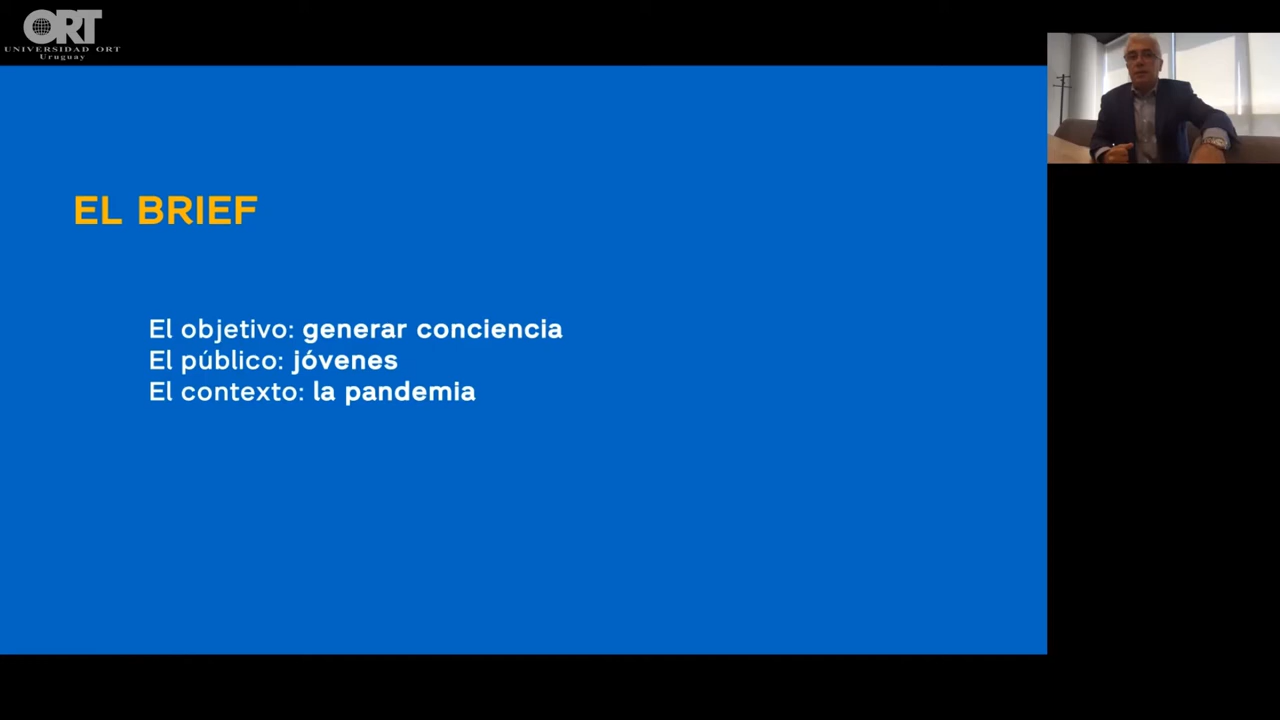 ORT
UNIVERSIDAD ORT
Uruguay
EL BRIEF
El objetivo: generar conciencia
El público: jóvenes
El contexto: la pandemia